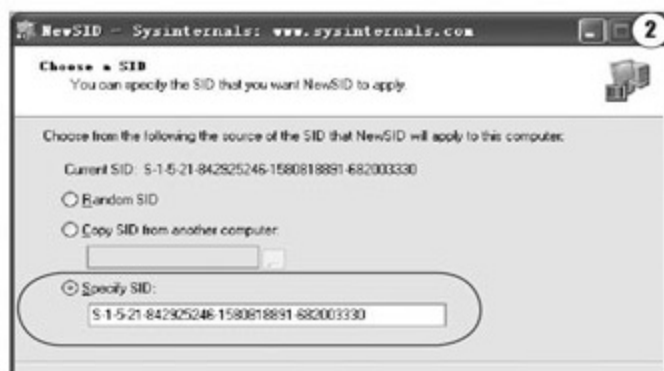 NewSID - Sysinternals: www.sysinternals.com
2
Choose a SID
You can specify the SID that you want NewSID to apply.
Choose from the following the source of the SID that NewSID will apply to this computer:
Current SID: S-1-5-21-842925246-1580818891-682003330
Random SID
Copy SID from another computer:
Specify SID:
S-1-5-21-842925246-1580818891-682003330